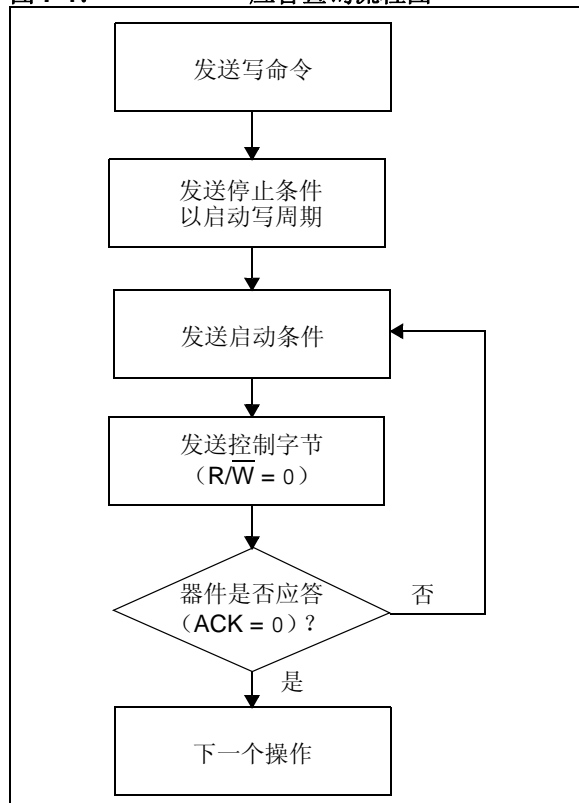 发送写命令
发送停止条件
以启动写周期
发送启动条件
发送控制字节
（R/W̅ = 0）
器件是否应答
（ACK = 0）？
否
是
下一个操作